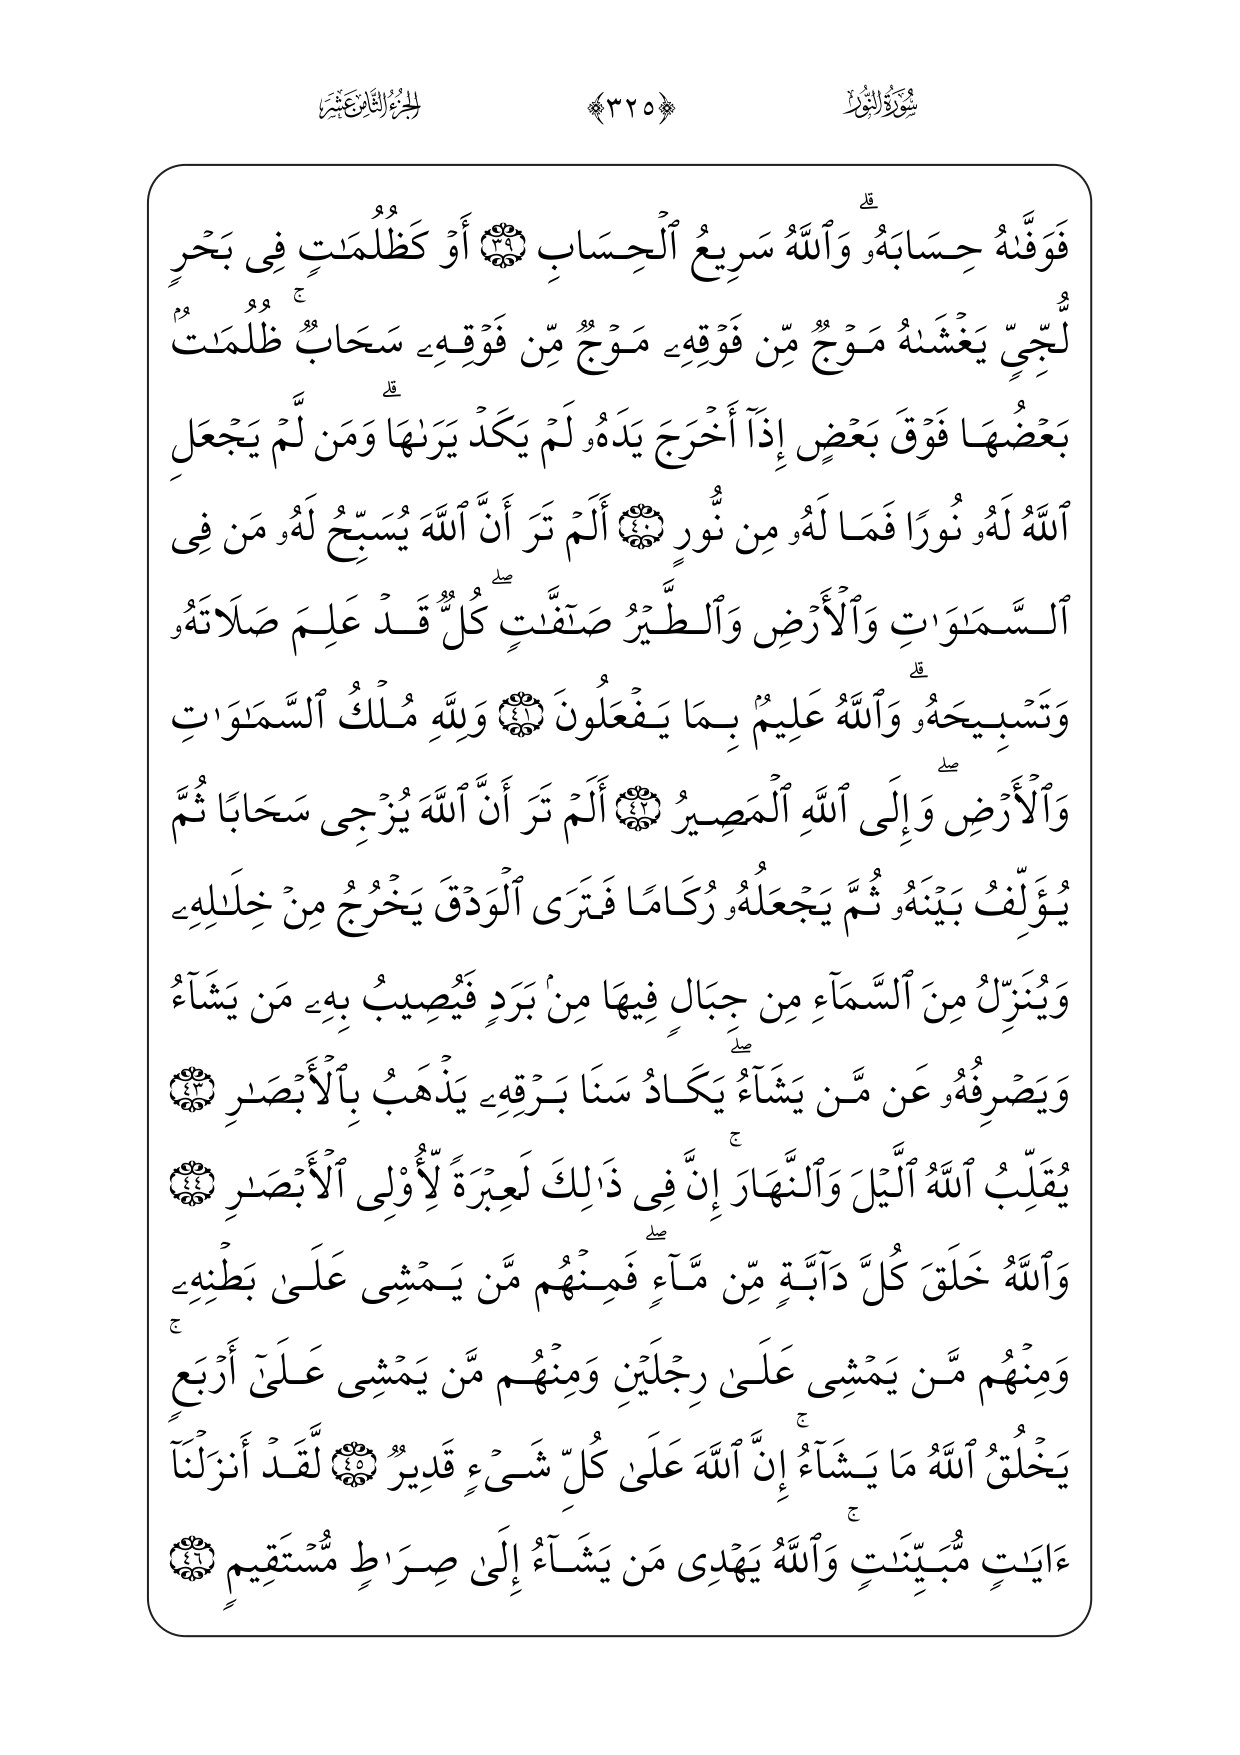 سُورَةُ النُّورِ ﴿٣٢٥﴾ الجُزْءُ الثَّامِنَ عَشَرَ
فَوَفَّىٰهُ حِسَابَهُۥۗ وَٱللَّهُ سَرِيعُ ٱلْحِسَابِ ٣٩ أَوْ كَظُلُمَـٰتٍ فِى بَحْرٍ
لُّجِّىٍّ يَغْشَىٰهُ مَوْجٌ مِّن فَوْقِهِۦ مَوْجٌ مِّن فَوْقِهِۦ سَحَابٌۚ ظُلُمَـٰتٌۢ
بَعْضُهَا فَوْقَ بَعْضٍ إِذَآ أَخْرَجَ يَدَهُۥ لَمْ يَكَدْ يَرَىٰهَاۗ وَمَن لَّمْ يَجْعَلِ
ٱللَّهُ لَهُۥ نُورًا فَمَا لَهُۥ مِن نُّورٍ ٤٠ أَلَمْ تَرَ أَنَّ ٱللَّهَ يُسَبِّحُ لَهُۥ مَن فِى
ٱلسَّمَـٰوَٰتِ وَٱلْأَرْضِ وَٱلطَّيْرُ صَـٰٓفَّـٰتٍۖ كُلٌّ قَدْ عَلِمَ صَلَاتَهُۥ
وَتَسْبِيحَهُۥۗ وَٱللَّهُ عَلِيمٌۢ بِمَا يَفْعَلُونَ ٤١ وَلِلَّهِ مُلْكُ ٱلسَّمَـٰوَٰتِ
وَٱلْأَرْضِۖ وَإِلَى ٱللَّهِ ٱلْمَصِيرُ ٤٢ أَلَمْ تَرَ أَنَّ ٱللَّهَ يُزْجِى سَحَابًا ثُمَّ
يُؤَلِّفُ بَيْنَهُۥ ثُمَّ يَجْعَلُهُۥ رُكَامًا فَتَرَى ٱلْوَدْقَ يَخْرُجُ مِنْ خِلَـٰلِهِۦ
وَيُنَزِّلُ مِنَ ٱلسَّمَآءِ مِن جِبَالٍ فِيهَا مِنۢ بَرَدٍ فَيُصِيبُ بِهِۦ مَن يَشَآءُ
وَيَصْرِفُهُۥ عَن مَّن يَشَآءُۖ يَكَادُ سَنَا بَرْقِهِۦ يَذْهَبُ بِٱلْأَبْصَـٰرِ ٤٣
يُقَلِّبُ ٱللَّهُ ٱلَّيْلَ وَٱلنَّهَارَۚ إِنَّ فِى ذَٰلِكَ لَعِبْرَةً لِّأُو۟لِى ٱلْأَبْصَـٰرِ ٤٤
وَٱللَّهُ خَلَقَ كُلَّ دَآبَّةٍ مِّن مَّآءٍۖ فَمِنْهُم مَّن يَمْشِى عَلَىٰ بَطْنِهِۦ
وَمِنْهُم مَّن يَمْشِى عَلَىٰ رِجْلَيْنِ وَمِنْهُم مَّن يَمْشِى عَلَىٰٓ أَرْبَعٍۚ
يَخْلُقُ ٱللَّهُ مَا يَشَآءُۚ إِنَّ ٱللَّهَ عَلَىٰ كُلِّ شَىْءٍ قَدِيرٌ ٤٥ لَّقَدْ أَنزَلْنَآ
ءَايَـٰتٍ مُّبَيِّنَـٰتٍۚ وَٱللَّهُ يَهْدِى مَن يَشَآءُ إِلَىٰ صِرَٰطٍ مُّسْتَقِيمٍ ٤٦